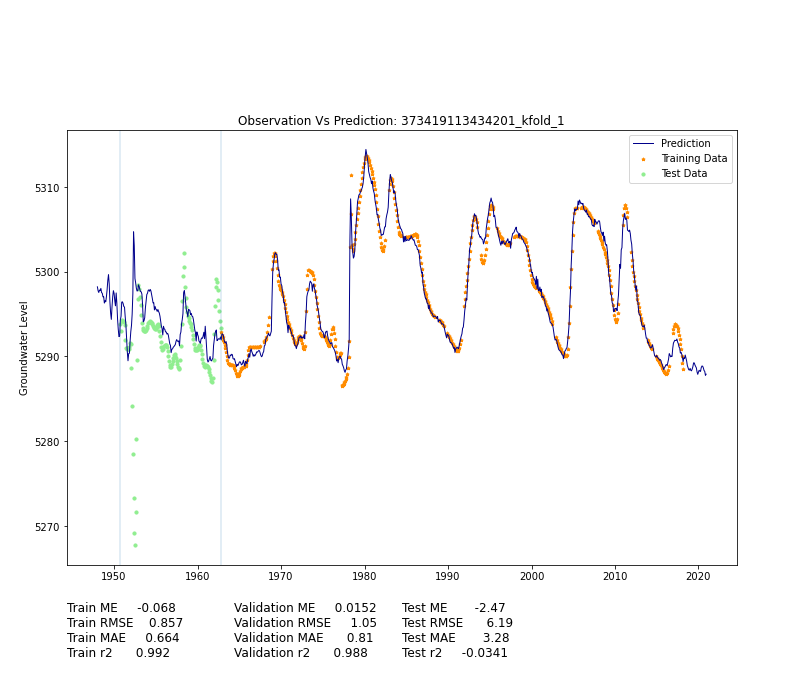 Observation Vs Prediction: 373419113434201_kfold_1
Prediction
Training Data
Test Data
Groundwater Level
5310
5300
5290
5280
5270
1950 1960 1970 1980 1990 2000 2010 2020
Train ME -0.068 Validation ME 0.0152 Test ME -2.47
Train RMSE 0.857 Validation RMSE 1.05 Test RMSE 6.19
Train MAE 0.664 Validation MAE 0.81 Test MAE 3.28
Train r2 0.992 Validation r2 0.988 Test r2 -0.0341